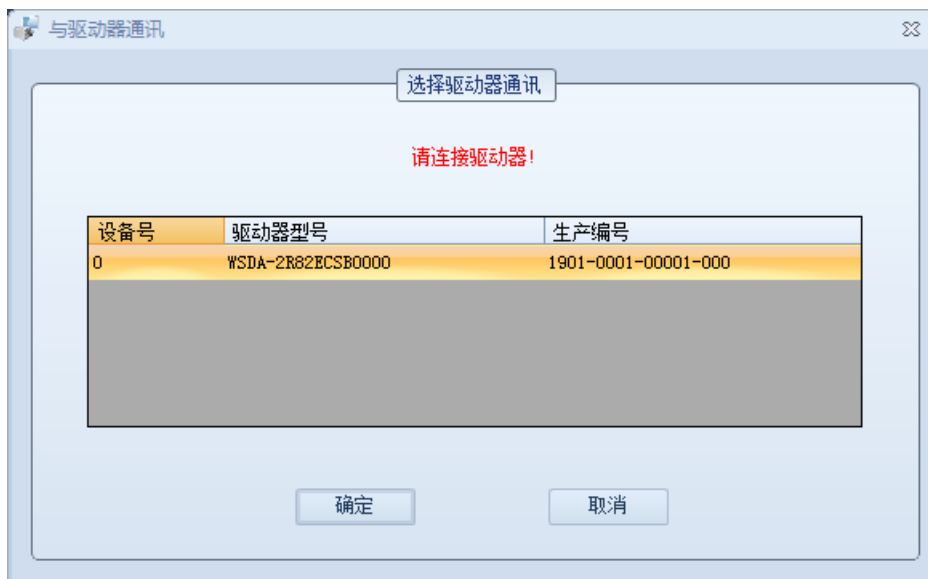 与驱动器通讯
选择驱动器通讯
请连接驱动器!
设备号 驱动器型号 生产编号
0 WSDA-2R82ECSB0000 1901-0001-00001-000
确定 取消